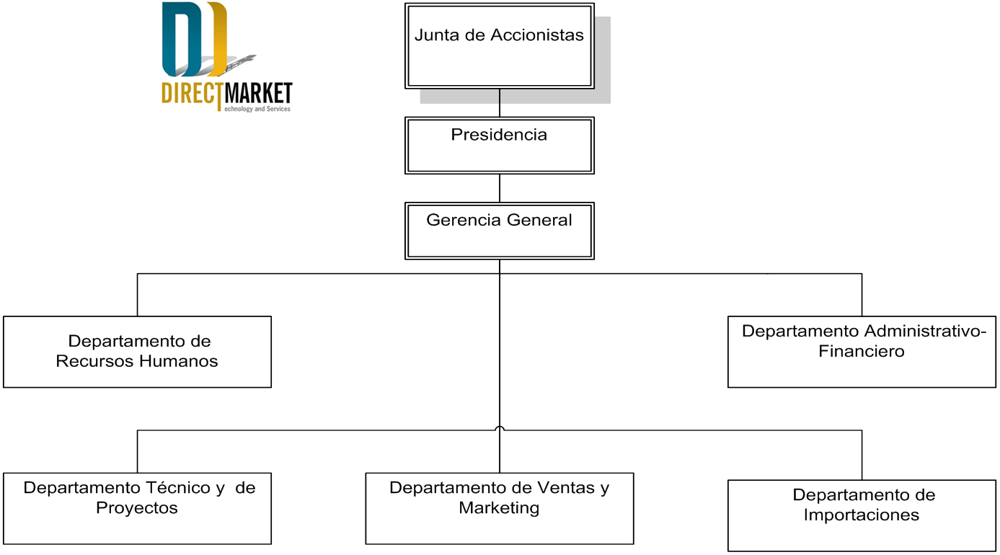 DIRECTMARKET
echnology and Services
Junta de Accionistas
Presidencia
Gerencia General
Departamento de
Recursos Humanos
Departamento Administrativo-
Financiero
Departamento Técnico y  de
Proyectos
Departamento de Ventas y
Marketing
Departamento de
Importaciones